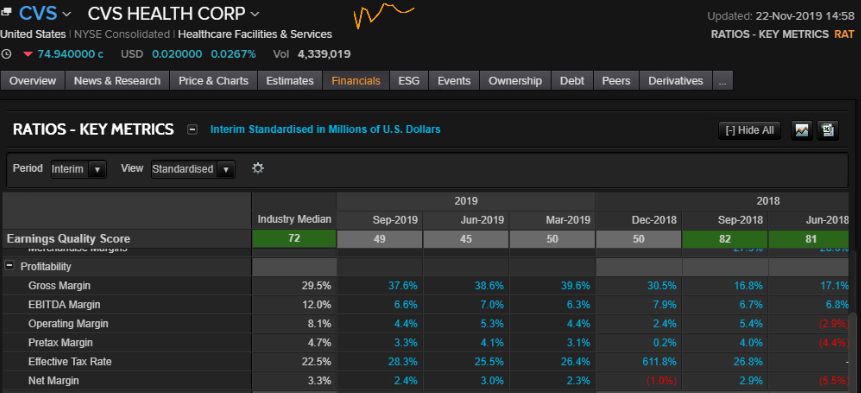 CVS CVS HEALTH CORP Updated: 22-Nov-2019 14:58
United States | NYSE Consolidated | Healthcare Facilities & Services RATIOS - KEY METRICS RAT
74.940000 c USD 0.020000 0.0267% Vol 4,339,019
Overview News & Research Price & Charts Estimates Financials ESG Events Ownership Debt Peers Derivatives ...
RATIOS - KEY METRICS Interim Standardised in Millions of U.S. Dollars [-] Hide All
Period Interim View Standardised
2019 2018
Industry Median Sep-2019 Jun-2019 Mar-2019 Dec-2018 Sep-2018 Jun-2018
Earnings Quality Score 72 49 45 50 50 82 81
Merchandise Margins
Profitability
Gross Margin 29.5% 37.6% 38.6% 39.6% 30.5% 16.8% 17.1%
EBITDA Margin 12.0% 6.6% 7.0% 6.3% 7.9% 6.7% 6.8%
Operating Margin 8.1% 4.4% 5.3% 4.4% 2.4% 5.4% (2.9%
Pretax Margin 4.7% 3.3% 4.1% 3.1% 0.2% 4.0% (4.4%
Effective Tax Rate 22.5% 28.3% 25.5% 26.4% 611.8% 26.8% -
Net Margin 3.3% 2.4% 3.0% 2.3% (1.9%) 2.9% (5.5%